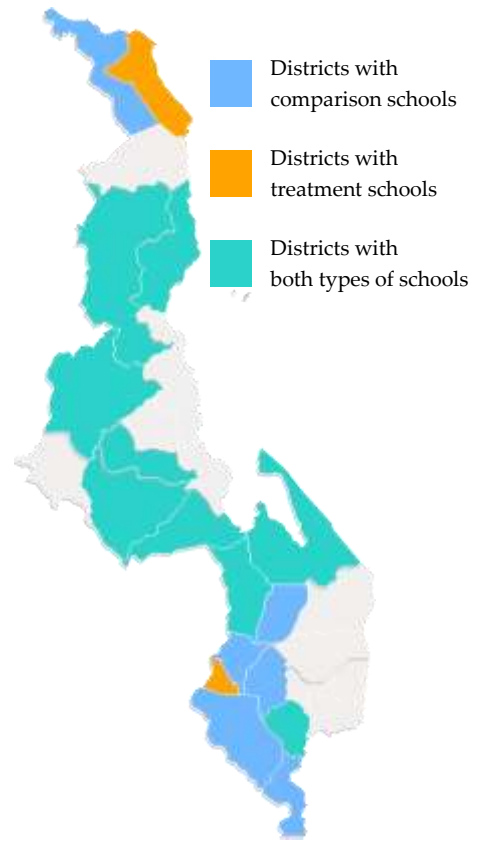 Districts with
comparison schools
Districts with
treatment schools
Districts with
both types of schools